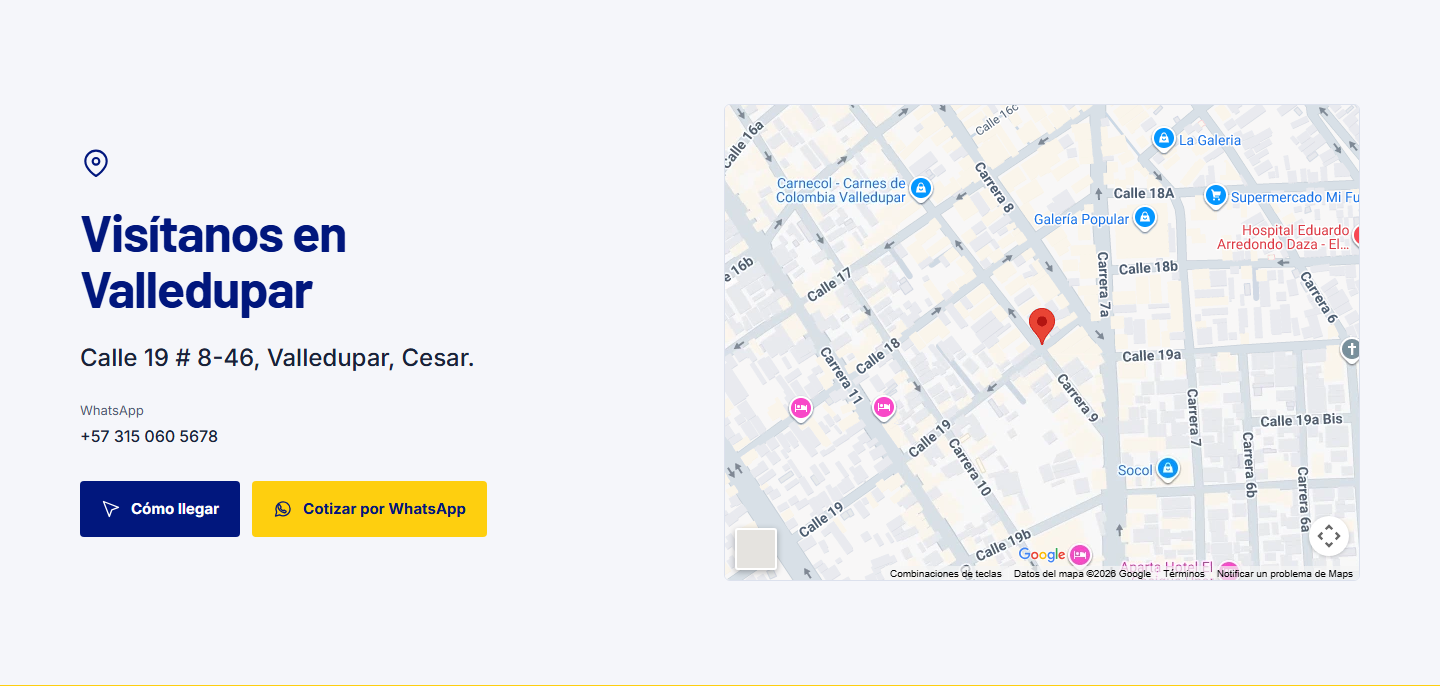 Visítanos en
Valledupar
Calle 19 # 8-46, Valledupar, Cesar.
WhatsApp
+57 315 060 5678
Cómo llegar
Cotizar por WhatsApp
Calle 16a
Calle 16c
La Galeria
Carnecol - Carnes de
Colombia Valledupar
Carrera 8
Calle 18A
Supermercado Mi Fu
Galería Popular
Hospital Eduardo
Arredondo Daza - El...
e 16b
Calle 17
Carrera 7a
Calle 18b
Carrera 6
Calle 18
Calle 19a
Carrera 11
Carrera 9
Carrera 7
Calle 19a Bis
Calle 19
Carrera 10
Carrera 6b
Socol
Carrera 6a
Calle 19
Calle 19b
Google
Aparta Hotel El
Combinaciones de teclas
Datos del mapa ©2026 Google
Términos
Notificar un problema de Maps